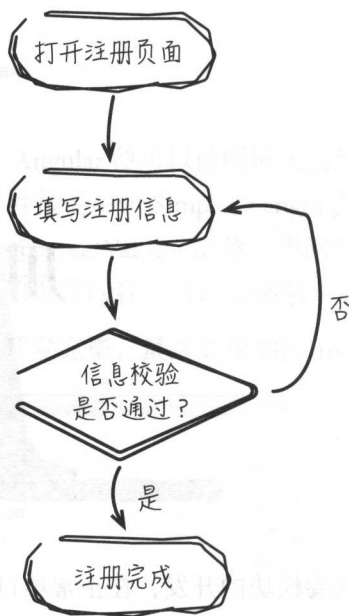 打开注册页面
填写注册信息
否
信息校验
是否通过？
是
注册完成